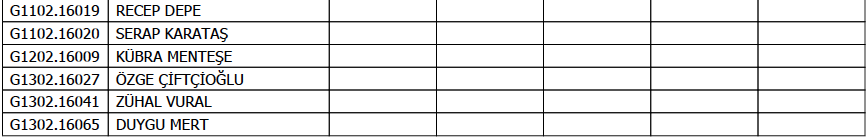 G1102.16019 RECEP DEPE
G1102.16020 SERAP KARATAŞ
G1202.16009 KÜBRA MENTEŞE
G1302.16027 ÖZGE ÇİFTÇİOĞLU
G1302.16041 ZÜHAL VURAL
G1302.16065 DUYGU MERT